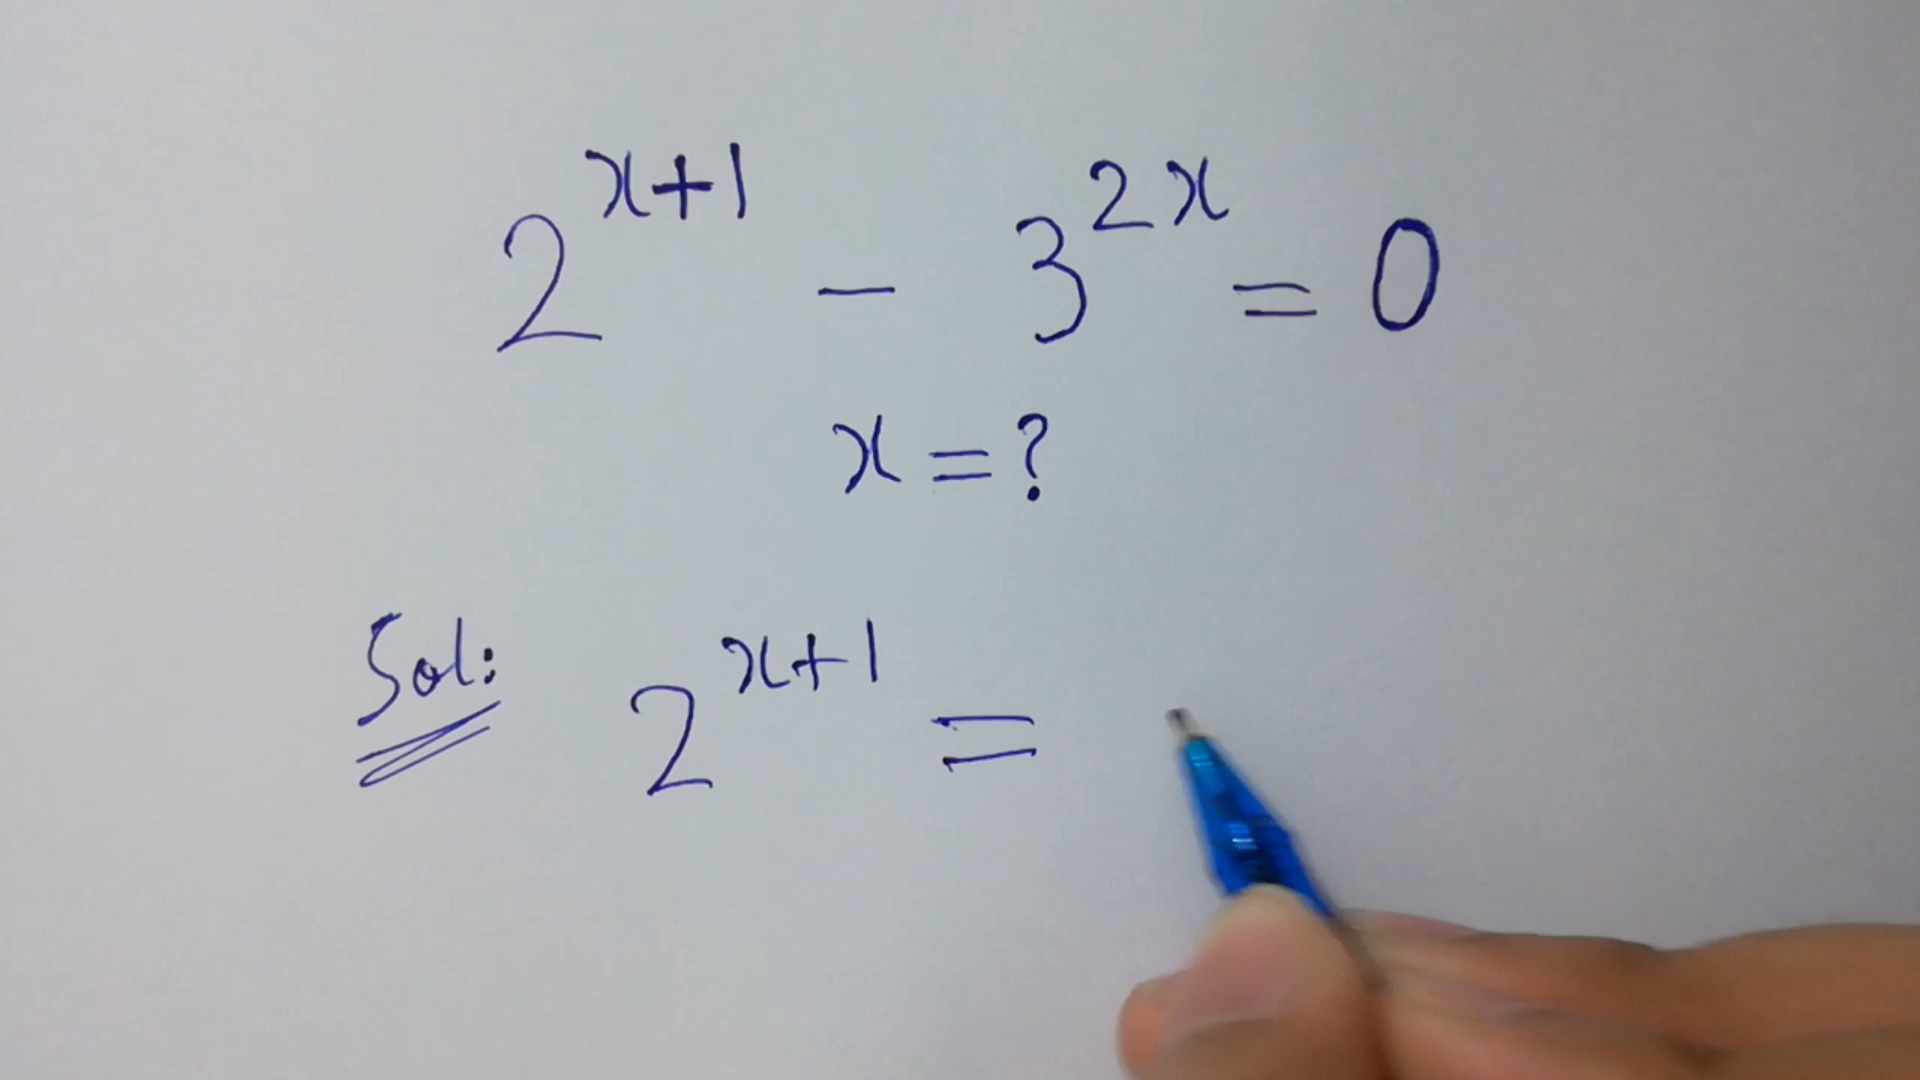 2^{x+1} - 3^{2x} = 0
x = ?
Sol: 2^{x+1} =